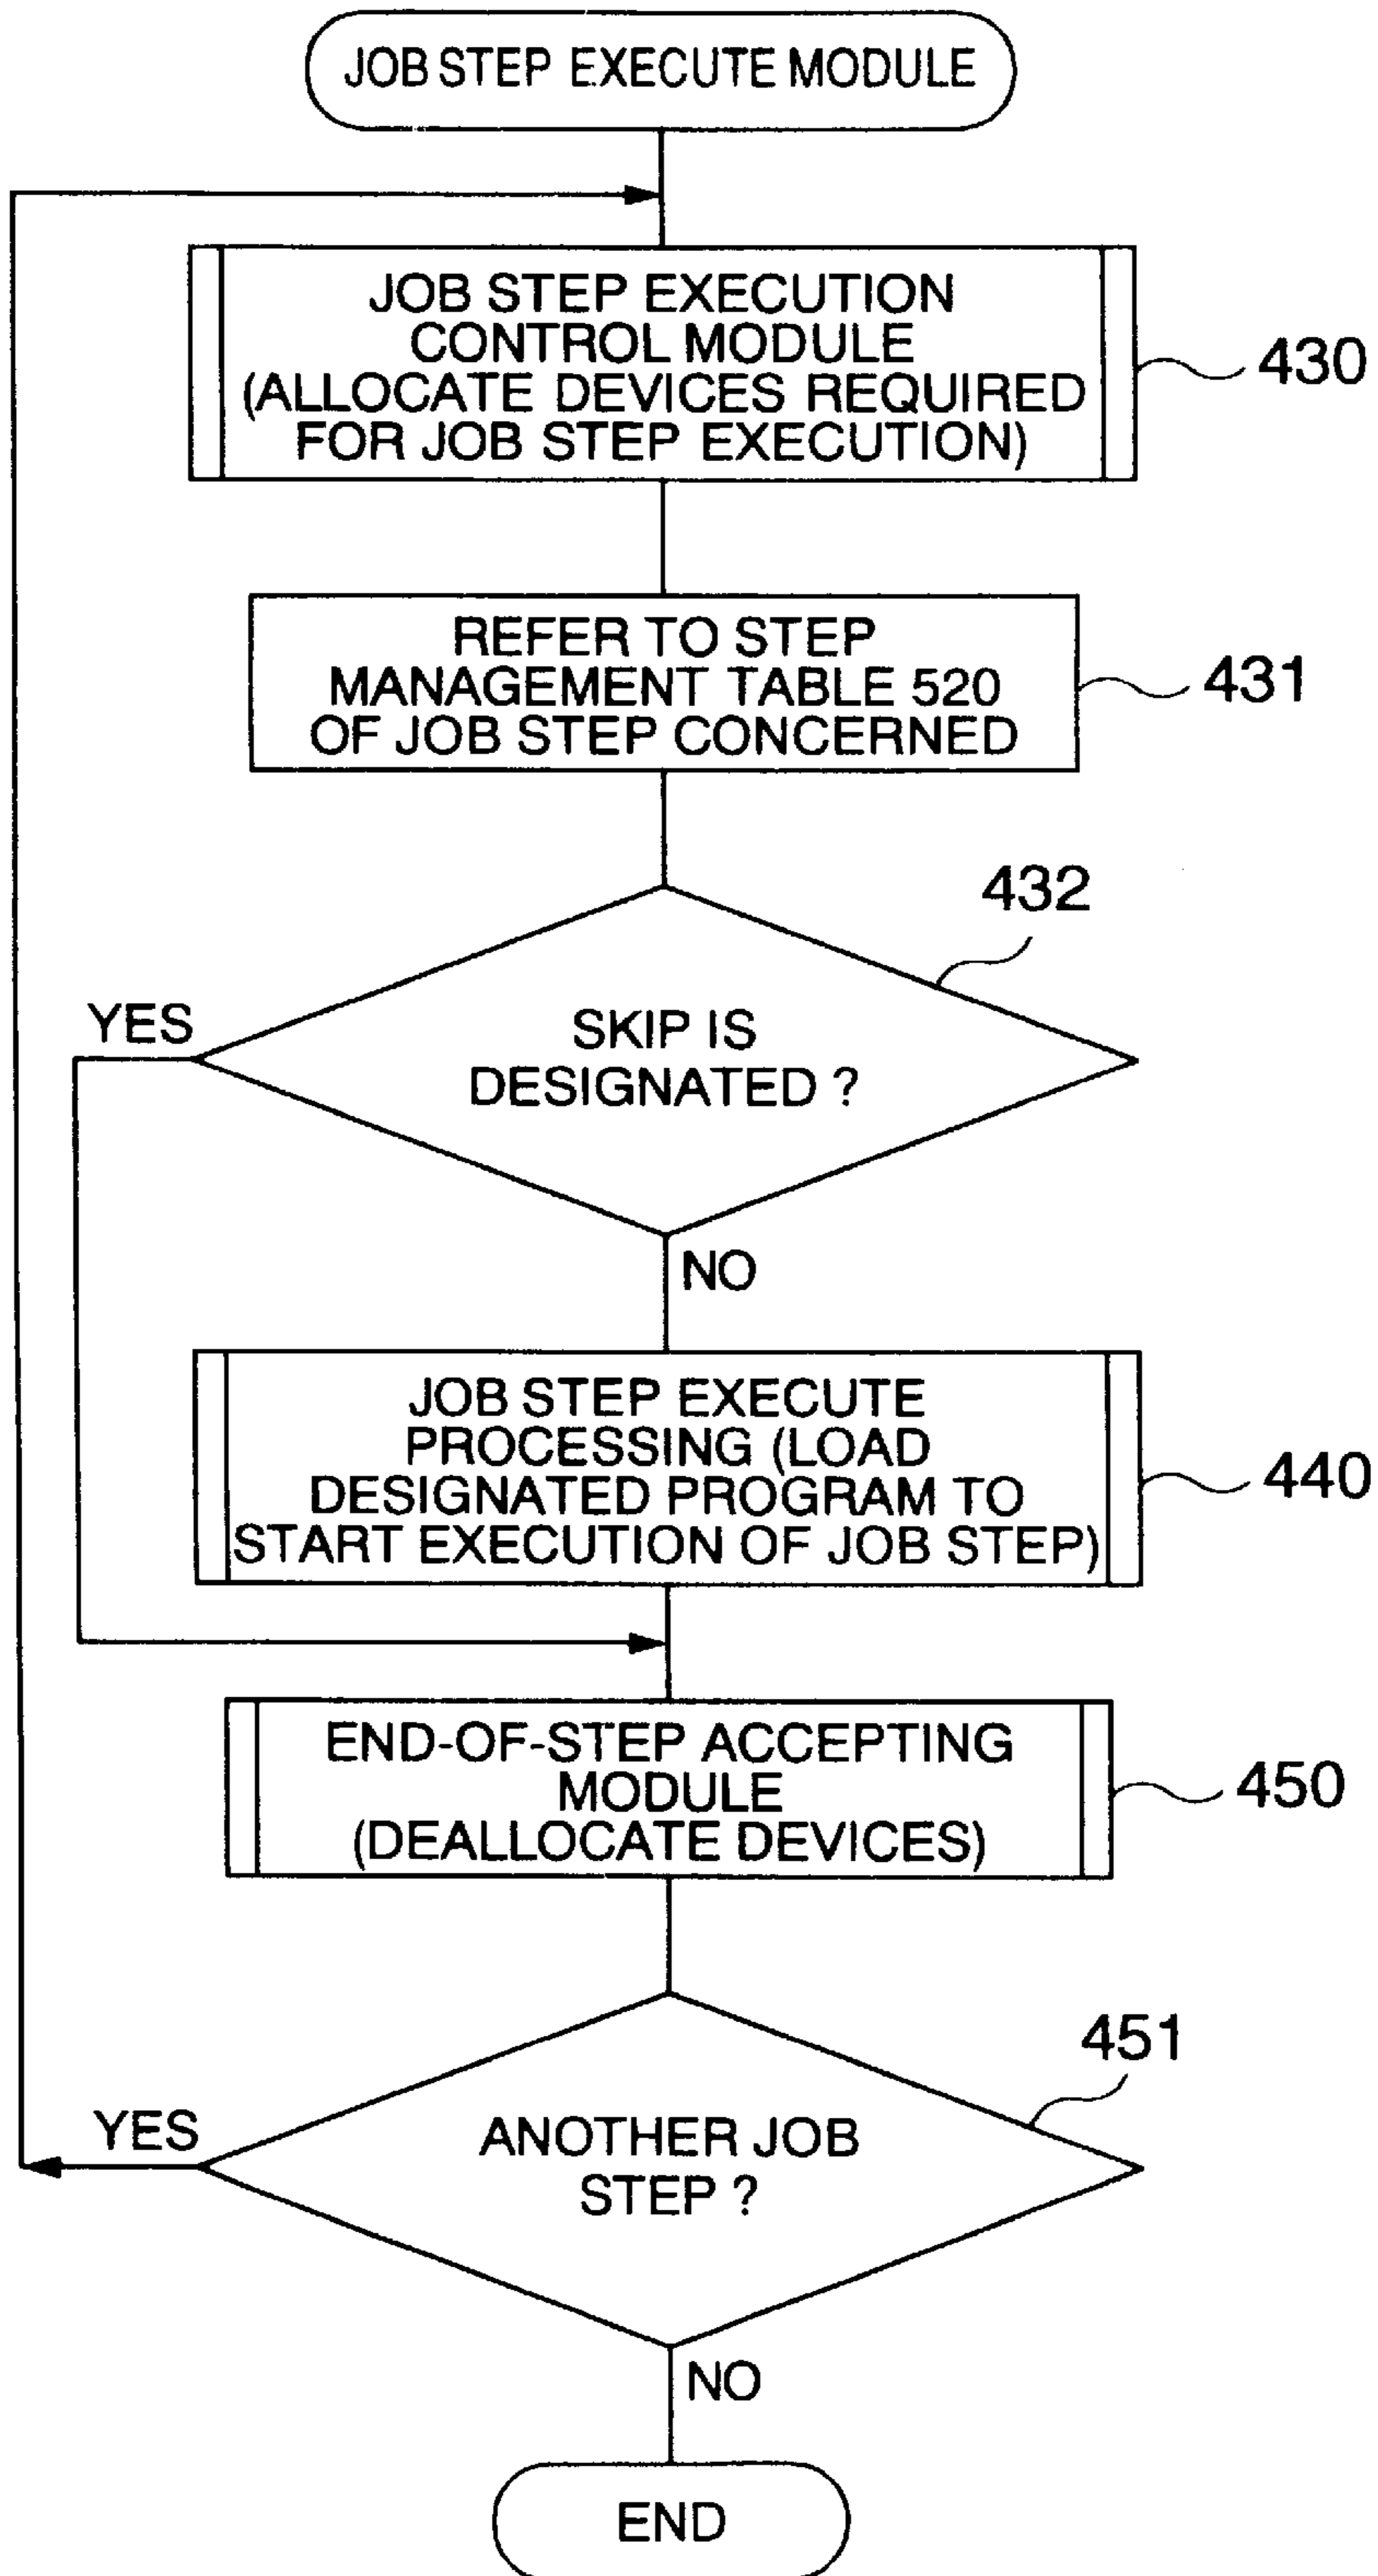 JOB STEP EXECUTE MODULE
JOB STEP EXECUTION
CONTROL MODULE
(ALLOCATE DEVICES REQUIRED
FOR JOB STEP EXECUTION)
430
REFER TO STEP
MANAGEMENT TABLE 520
OF JOB STEP CONCERNED
431
432
YES
SKIP IS
DESIGNATED ?
NO
JOB STEP EXECUTE
PROCESSING (LOAD
DESIGNATED PROGRAM TO
START EXECUTION OF JOB STEP)
440
END-OF-STEP ACCEPTING
MODULE
(DEALLOCATE DEVICES)
450
451
YES
ANOTHER JOB
STEP ?
NO
END